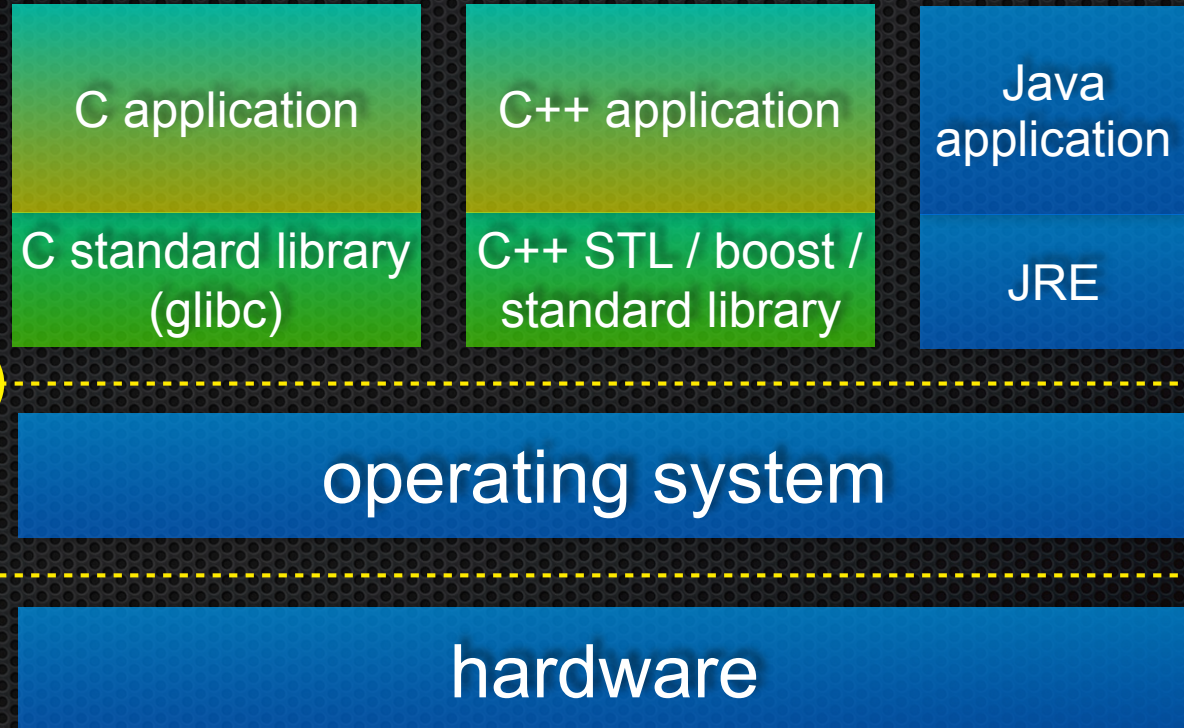 C application
C standard library
(glibc)
C++ application
C++ STL / boost /
standard library
Java
application
JRE
operating system
hardware